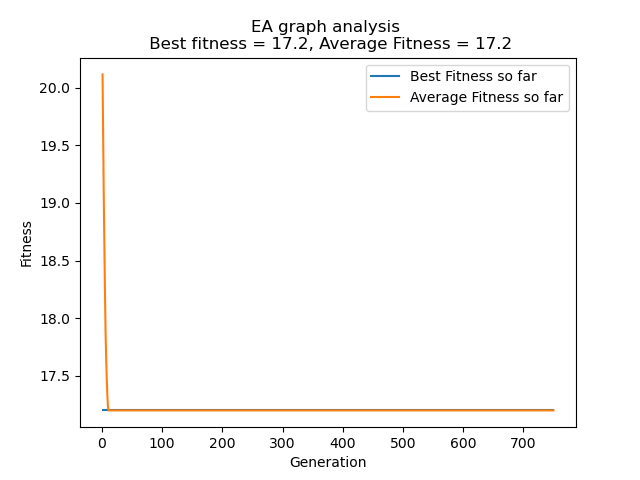 EA graph analysis
Best fitness = 17.2, Average Fitness = 17.2
Best Fitness so far
Average Fitness so far
20.0
19.5
19.0
18.5
18.0
17.5
Fitness
0 100 200 300 400 500 600 700
Generation